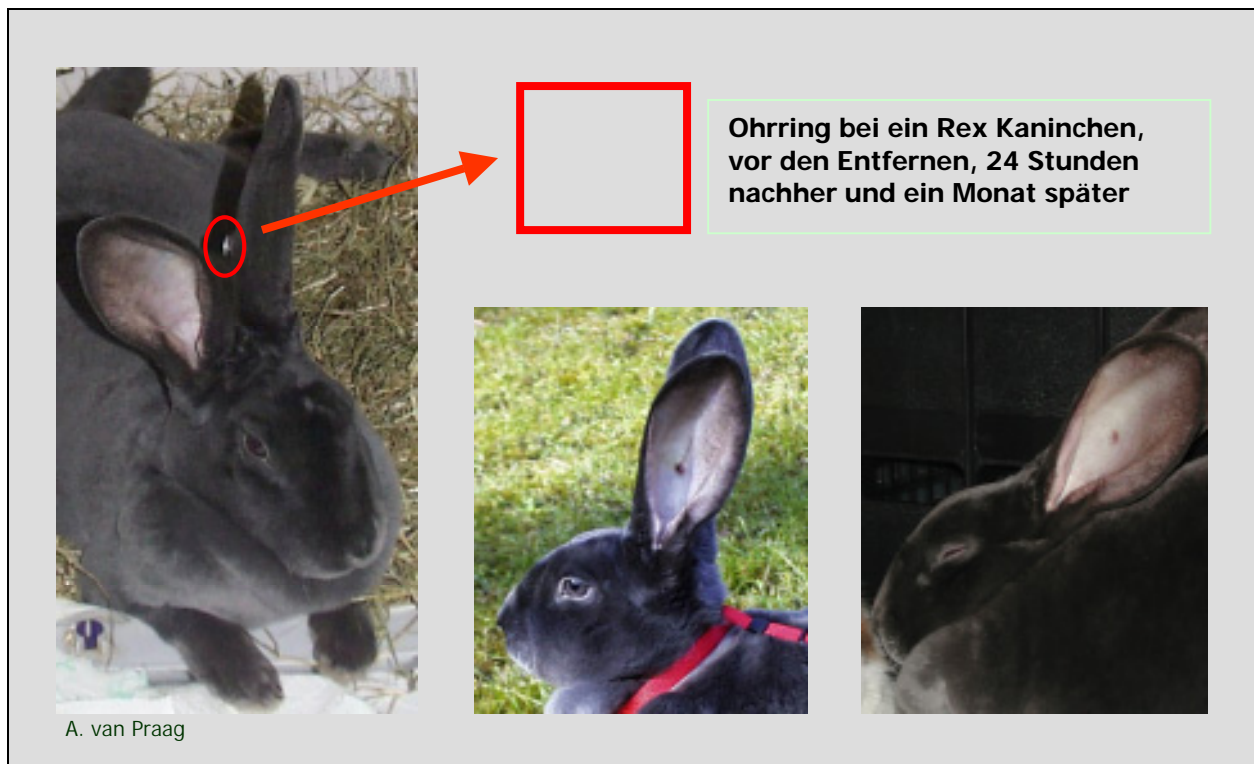 Ohrring bei ein Rex Kaninchen,
vor den Entfernen, 24 Stunden
nachher und ein Monat später
A. van Praag